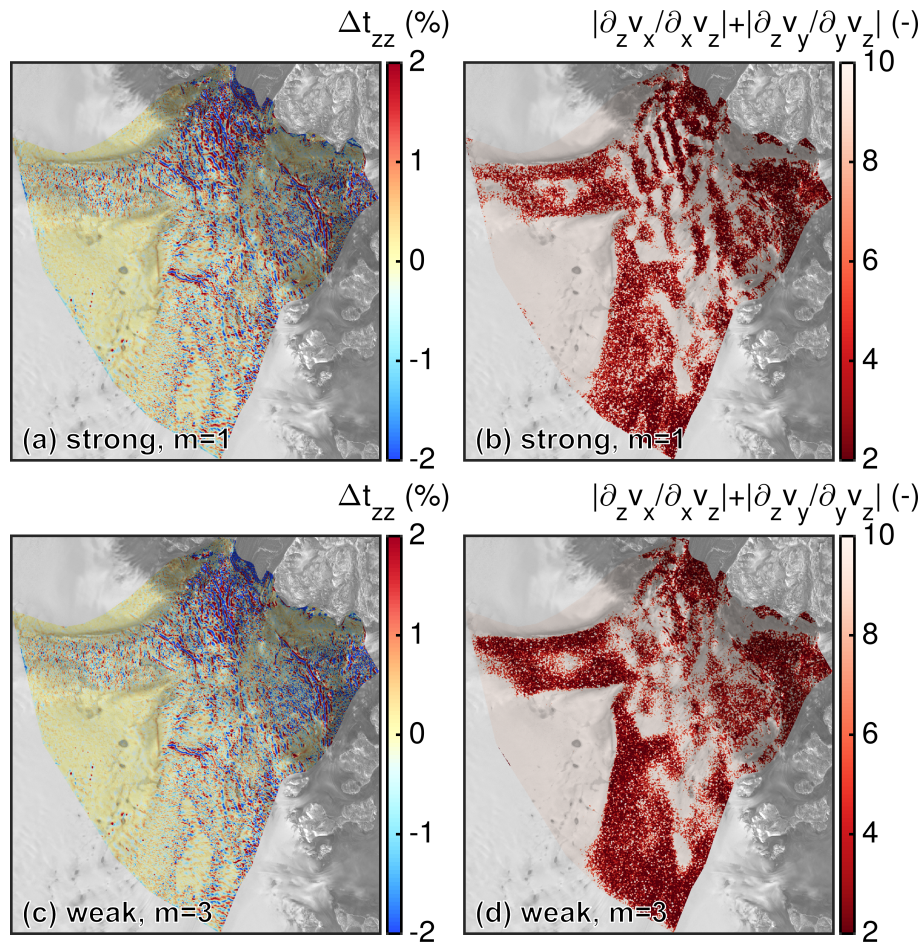 Δt_zz (%)
|∂_z v_x/∂_x v_z|+|∂_z v_y/∂_y v_z| (-)
2
1
0
-1
-2
(a) strong, m=1
10
8
6
4
2
(b) strong, m=1
Δt_zz (%)
|∂_z v_x/∂_x v_z|+|∂_z v_y/∂_y v_z| (-)
2
1
0
-1
-2
(c) weak, m=3
10
8
6
4
2
(d) weak, m=3